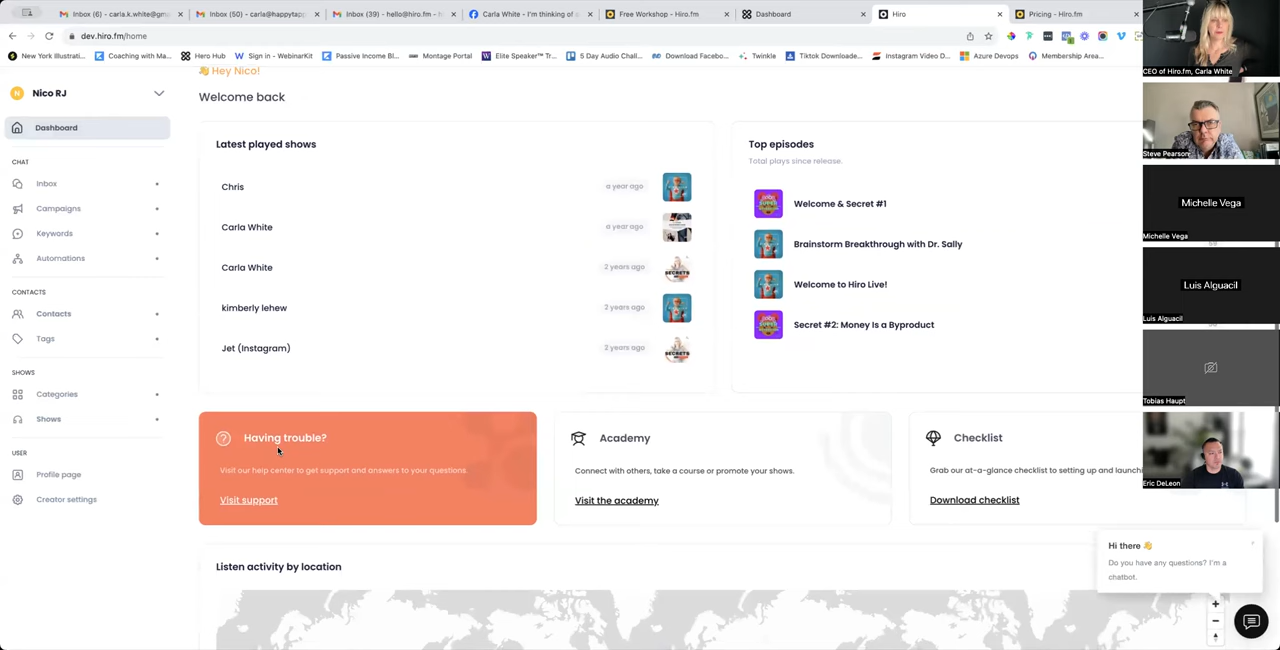 Inbox (6) - carla.k.white@gm
Inbox (50) - carla@happytap
Inbox (39) - hello@hiro.fm -
Carla White - I'm thinking of a
Free Workshop - Hiro.fm
Dashboard
Hiro
Pricing - Hiro.fm
dev.hiro.fm/home
New York Illustrati...
Coaching with Ma...
Hero Hub
Sign in - WebinarKit
Passive Income Bl...
Montage Portal
Elite Speaker™ Tr...
5 Day Audio Chall...
Download Facebo...
Twinkle
Tiktok Downloade...
Instagram Video D...
Azure Devops
Membership Area...
Nico RJ
Dashboard
CHAT
Inbox
Campaigns
Keywords
Automations
CONTACTS
Contacts
Tags
SHOWS
Categories
Shows
USER
Profile page
Creator settings
👋 Hey Nico!
Welcome back
Latest played shows
Chris
a year ago
Carla White
a year ago
Carla White
2 years ago
kimberly lehew
2 years ago
Jet (Instagram)
2 years ago
SECRETS
SECRETS
Top episodes
Total plays since release.
Welcome & Secret #1
Brainstorm Breakthrough with Dr. Sally
Welcome to Hiro Live!
Secret #2: Money Is a Byproduct
Having trouble?
Visit our help center to get support and answers to your questions.
Visit support
Academy
Connect with others, take a course or promote your shows.
Visit the academy
Checklist
Grab our at-a-glance checklist to setting up and launchi
Download checklist
Listen activity by location
Hi there 👋
Do you have any questions? I'm a
chatbot.
CEO of Hiro.fm, Carla White
Steve Pearson
Michelle Vega
Michelle Vega
Luis Alguacil
Luis Alguacil
Tobias Haupt
Eric DeLeon